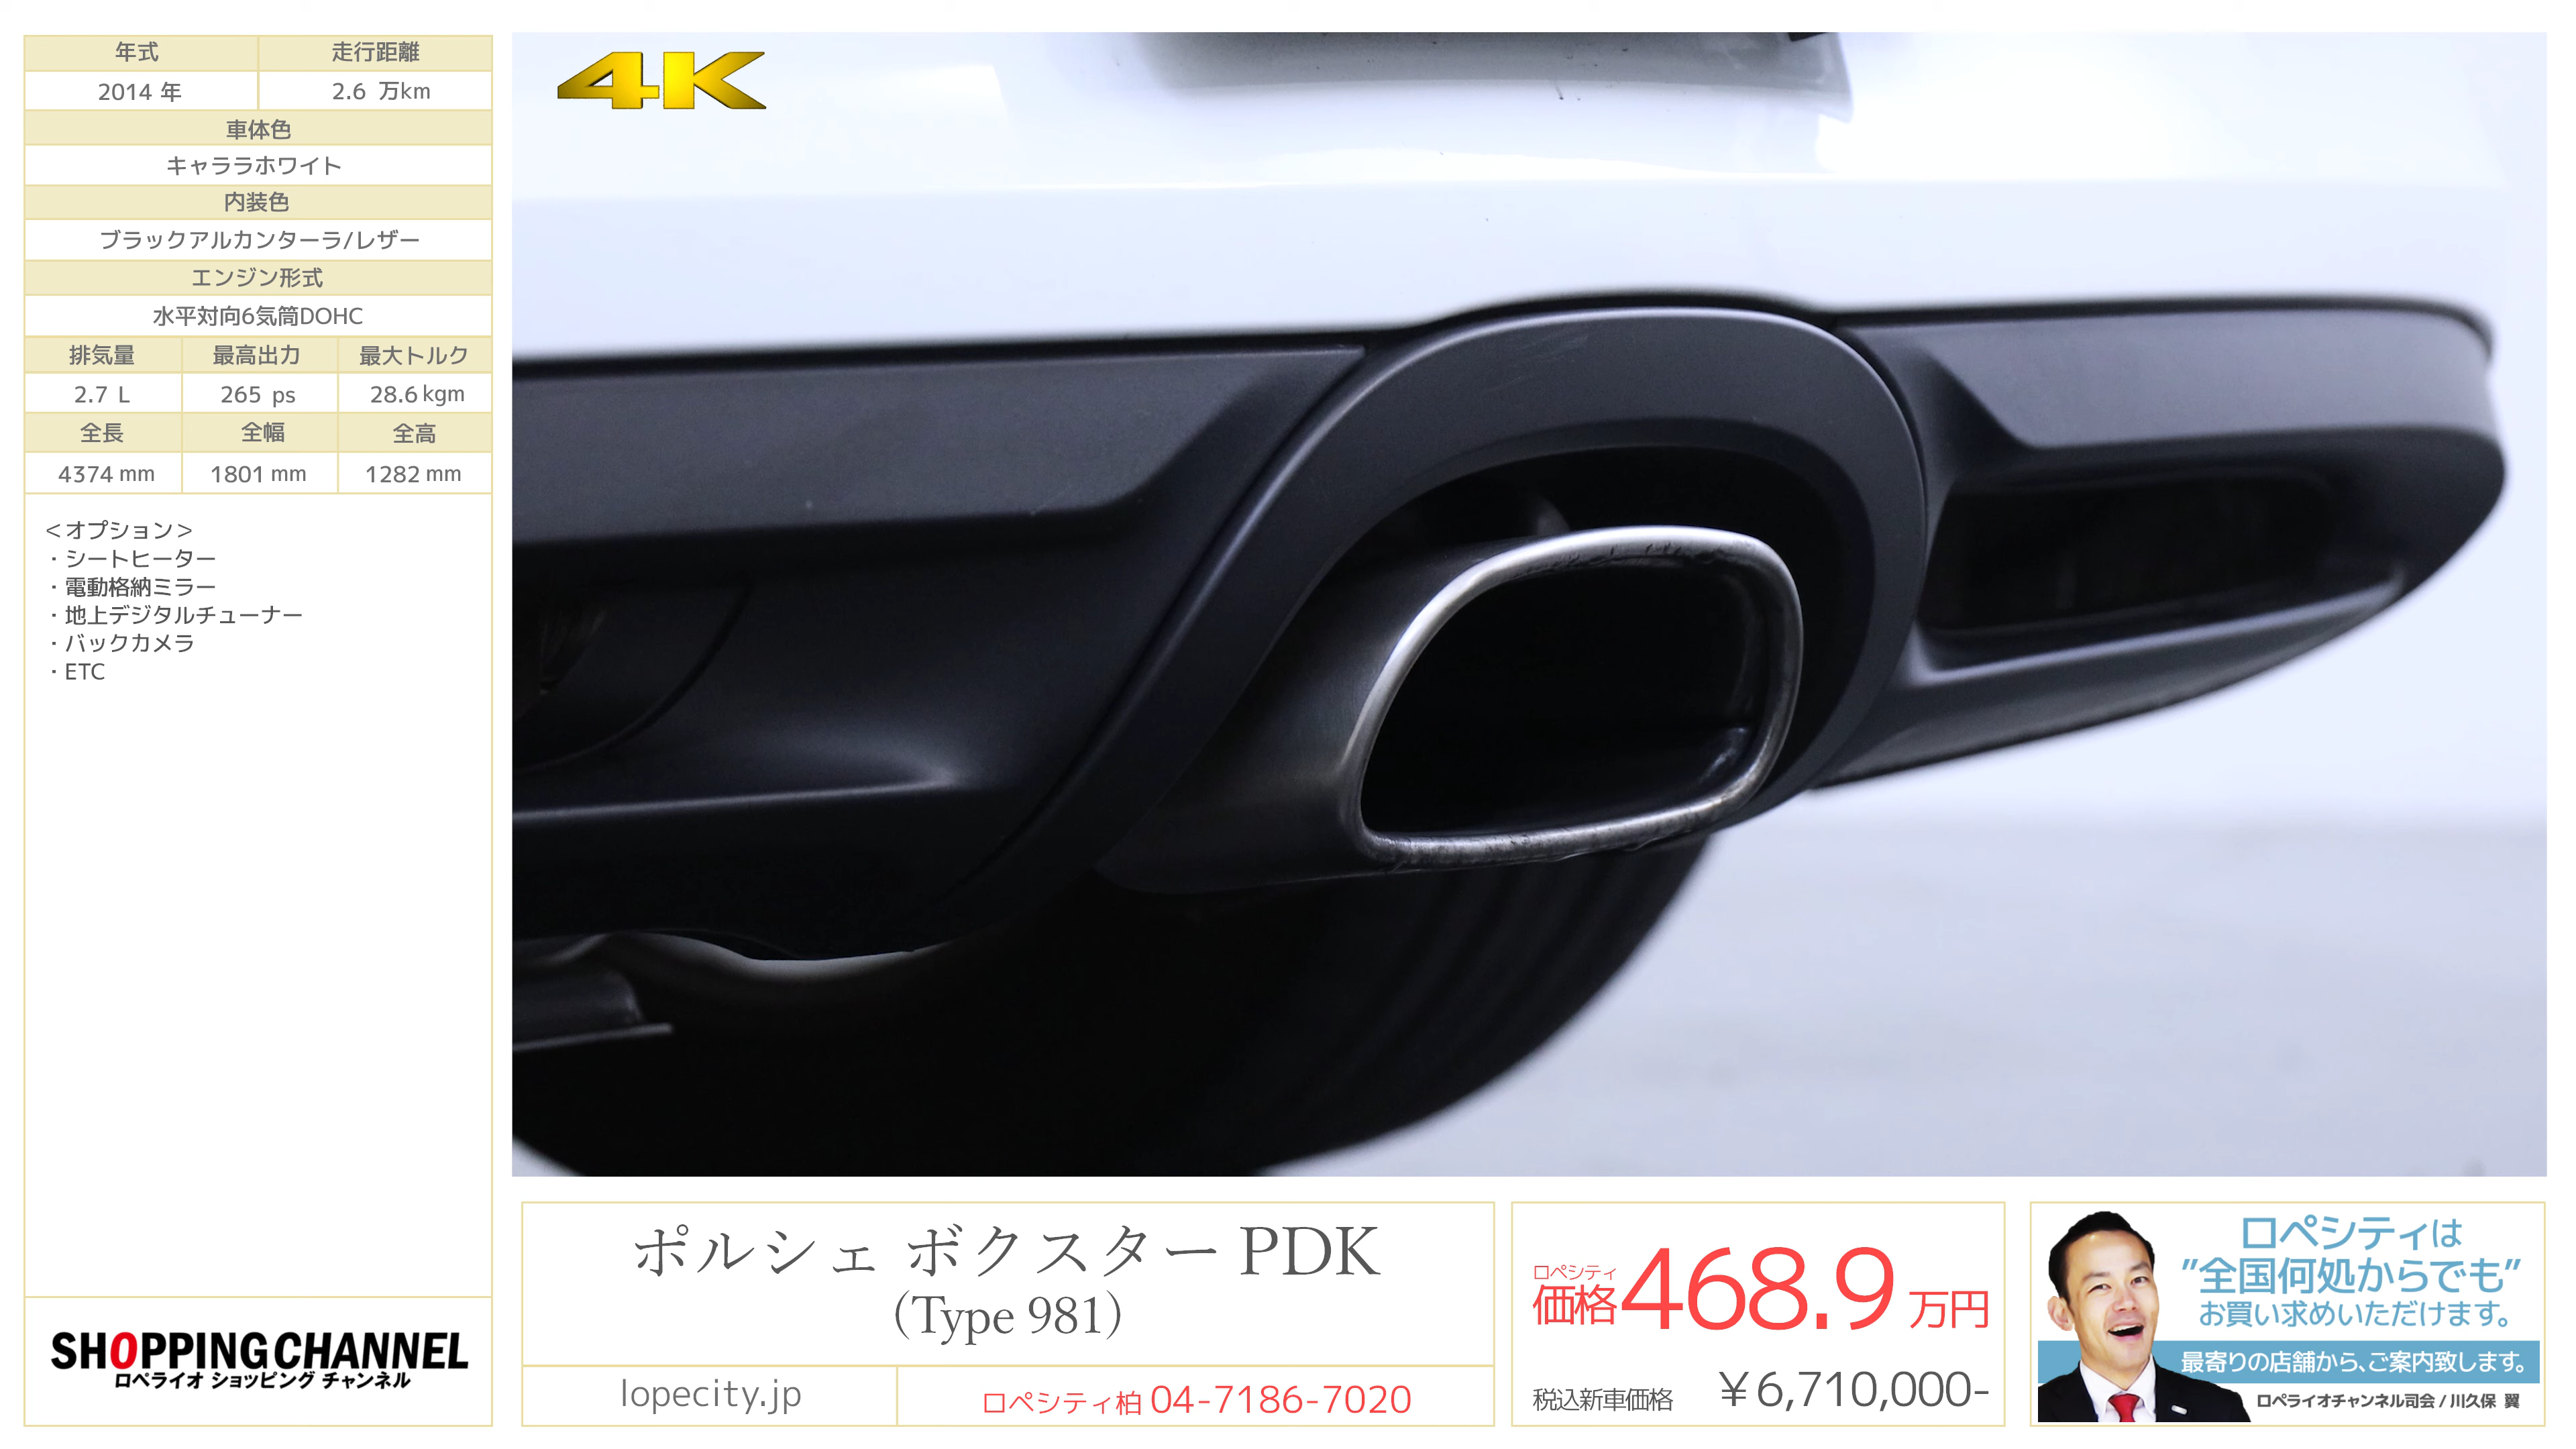 年式 走行距離
2014 年 2.6 万km
車体色
キャララホワイト
内装色
ブラックアルカンターラ/レザー
エンジン形式
水平対向6気筒DOHC
排気量 最高出力 最大トルク
2.7 L 265 ps 28.6 kgm
全長 全幅 全高
4374 mm 1801 mm 1282 mm
＜オプション＞
・シートヒーター
・電動格納ミラー
・地上デジタルチューナー
・バックカメラ
・ETC
SHOPPING CHANNEL
ロペライオ ショッピング チャンネル
4K
ポルシェ ボクスター PDK
(Type 981)
lopecity.jp
ロペシティ柏 04-7186-7020
ロペシティ
価格 468.9 万円
税込新車価格 ￥6,710,000-
ロペシティは
”全国何処からでも”
お買い求めいただけます。
最寄りの店舗から、ご案内致します。
ロペライオチャンネル司会 / 川久保 翼